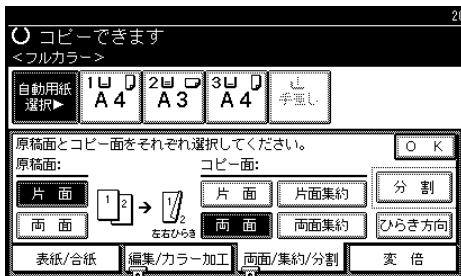 20
コピーできます
<フルカラー>
自動用紙選択▶ 1 A4 2 A3 3 A4 手差し
原稿面とコピー面をそれぞれ選択してください。 OK
原稿面: コピー面:
片面 1 2 → 1/2 片面 片面集約 分割
両面 左右ひらき 両面 両面集約 ひらき方向
表紙/合紙 編集/カラー加工 両面/集約/分割 変倍